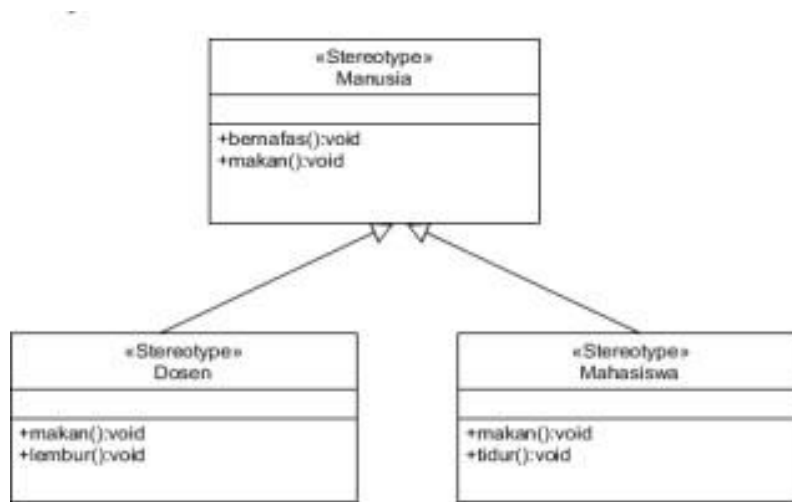 «Stereotype»
Manusia
+bernafas():void
+makan():void
«Stereotype»
Dosen
+makan():void
+lembur():void
«Stereotype»
Mahasiswa
+makan():void
+tidur():void